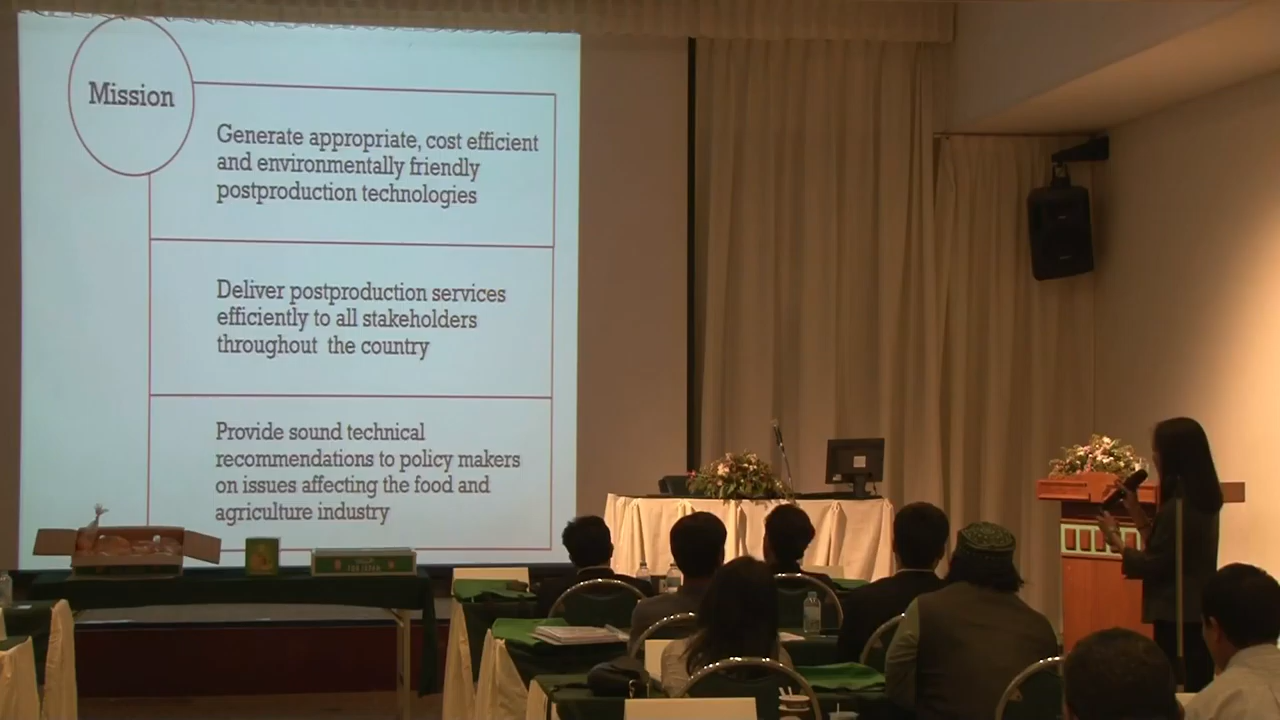 Mission
Generate appropriate, cost efficient
and environmentally friendly
postproduction technologies
Deliver postproduction services
efficiently to all stakeholders
throughout the country
Provide sound technical
recommendations to policy makers
on issues affecting the food and
agriculture industry